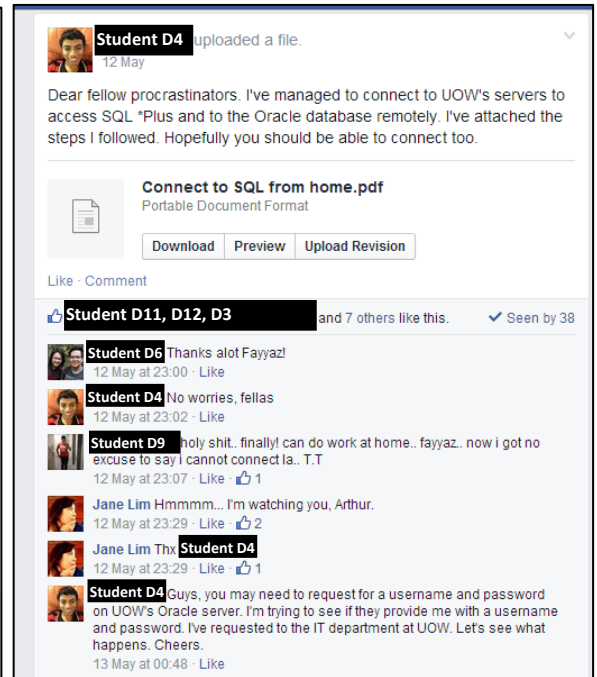 Student D4 uploaded a file.
12 May
Dear fellow procrastinators. I've managed to connect to UOW's servers to
access SQL *Plus and to the Oracle database remotely. I've attached the
steps I followed. Hopefully you should be able to connect too.
Connect to SQL from home.pdf
Portable Document Format
Download Preview Upload Revision
Like · Comment
Student D11, D12, D3 and 7 others like this. Seen by 38
Student D6 Thanks alot Fayyaz!
12 May at 23:00 · Like
Student D4 No worries, fellas
12 May at 23:02 · Like
Student D9 holy shit.. finally! can do work at home.. fayyaz.. now i got no
excuse to say i cannot connect la.. T.T
12 May at 23:07 · Like · 1
Jane Lim Hmmmm... I'm watching you, Arthur.
12 May at 23:29 · Like · 2
Jane Lim Thx Student D4
12 May at 23:29 · Like · 1
Student D4 Guys, you may need to request for a username and password
on UOW's Oracle server. I'm trying to see if they provide me with a username
and password. I've requested to the IT department at UOW. Let's see what
happens. Cheers.
13 May at 00:48 · Like